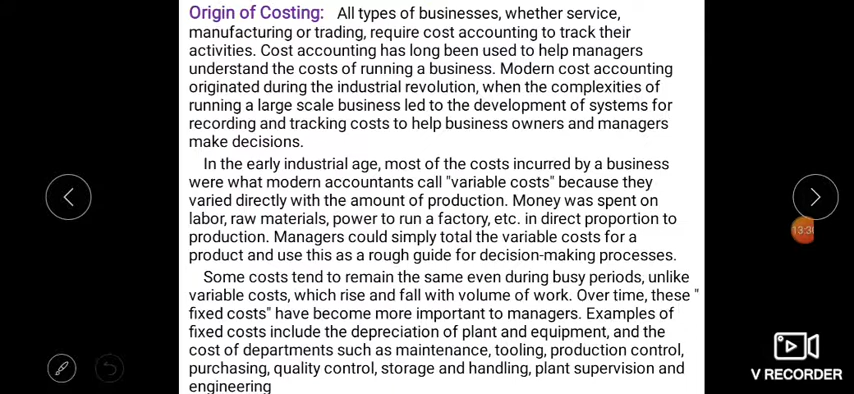 Origin of Costing: All types of businesses, whether service,
manufacturing or trading, require cost accounting to track their
activities. Cost accounting has long been used to help managers
understand the costs of running a business. Modern cost accounting
originated during the industrial revolution, when the complexities of
running a large scale business led to the development of systems for
recording and tracking costs to help business owners and managers
make decisions.
In the early industrial age, most of the costs incurred by a business
were what modern accountants call "variable costs" because they
varied directly with the amount of production. Money was spent on
labor, raw materials, power to run a factory, etc. in direct proportion to
production. Managers could simply total the variable costs for a
product and use this as a rough guide for decision-making processes.
Some costs tend to remain the same even during busy periods, unlike
variable costs, which rise and fall with volume of work. Over time, these "
fixed costs" have become more important to managers. Examples of
fixed costs include the depreciation of plant and equipment, and the
cost of departments such as maintenance, tooling, production control,
purchasing, quality control, storage and handling, plant supervision and
engineering
V RECORDER